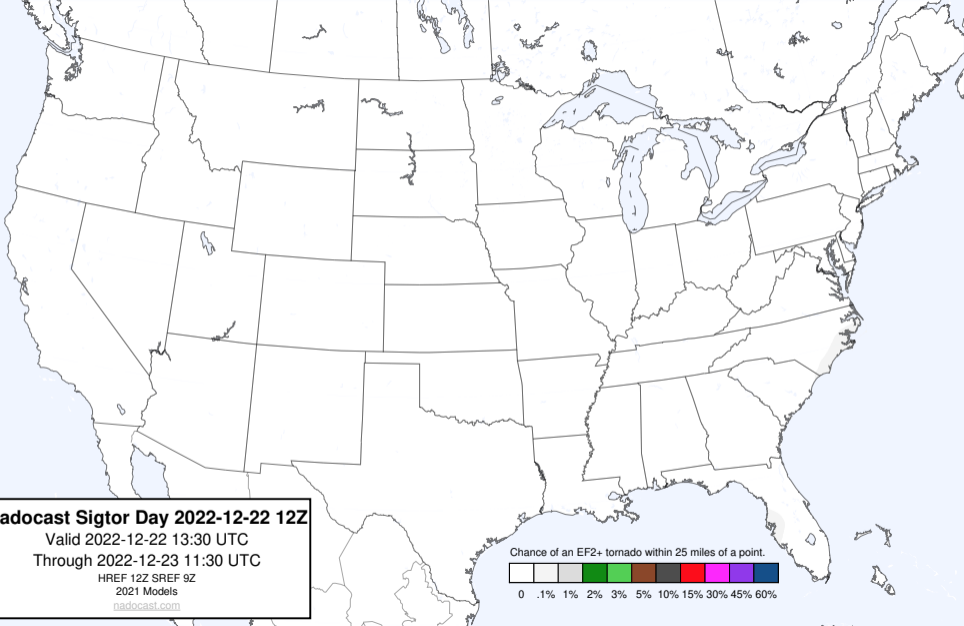 adocast Sigtor Day 2022-12-22 12Z
Valid 2022-12-22 13:30 UTC
Through 2022-12-23 11:30 UTC
HREF 12Z SREF 9Z
2021 Models
nadocast.com
Chance of an EF2+ tornado within 25 miles of a point.
0 .1% 1% 2% 3% 5% 10% 15% 30% 45% 60%